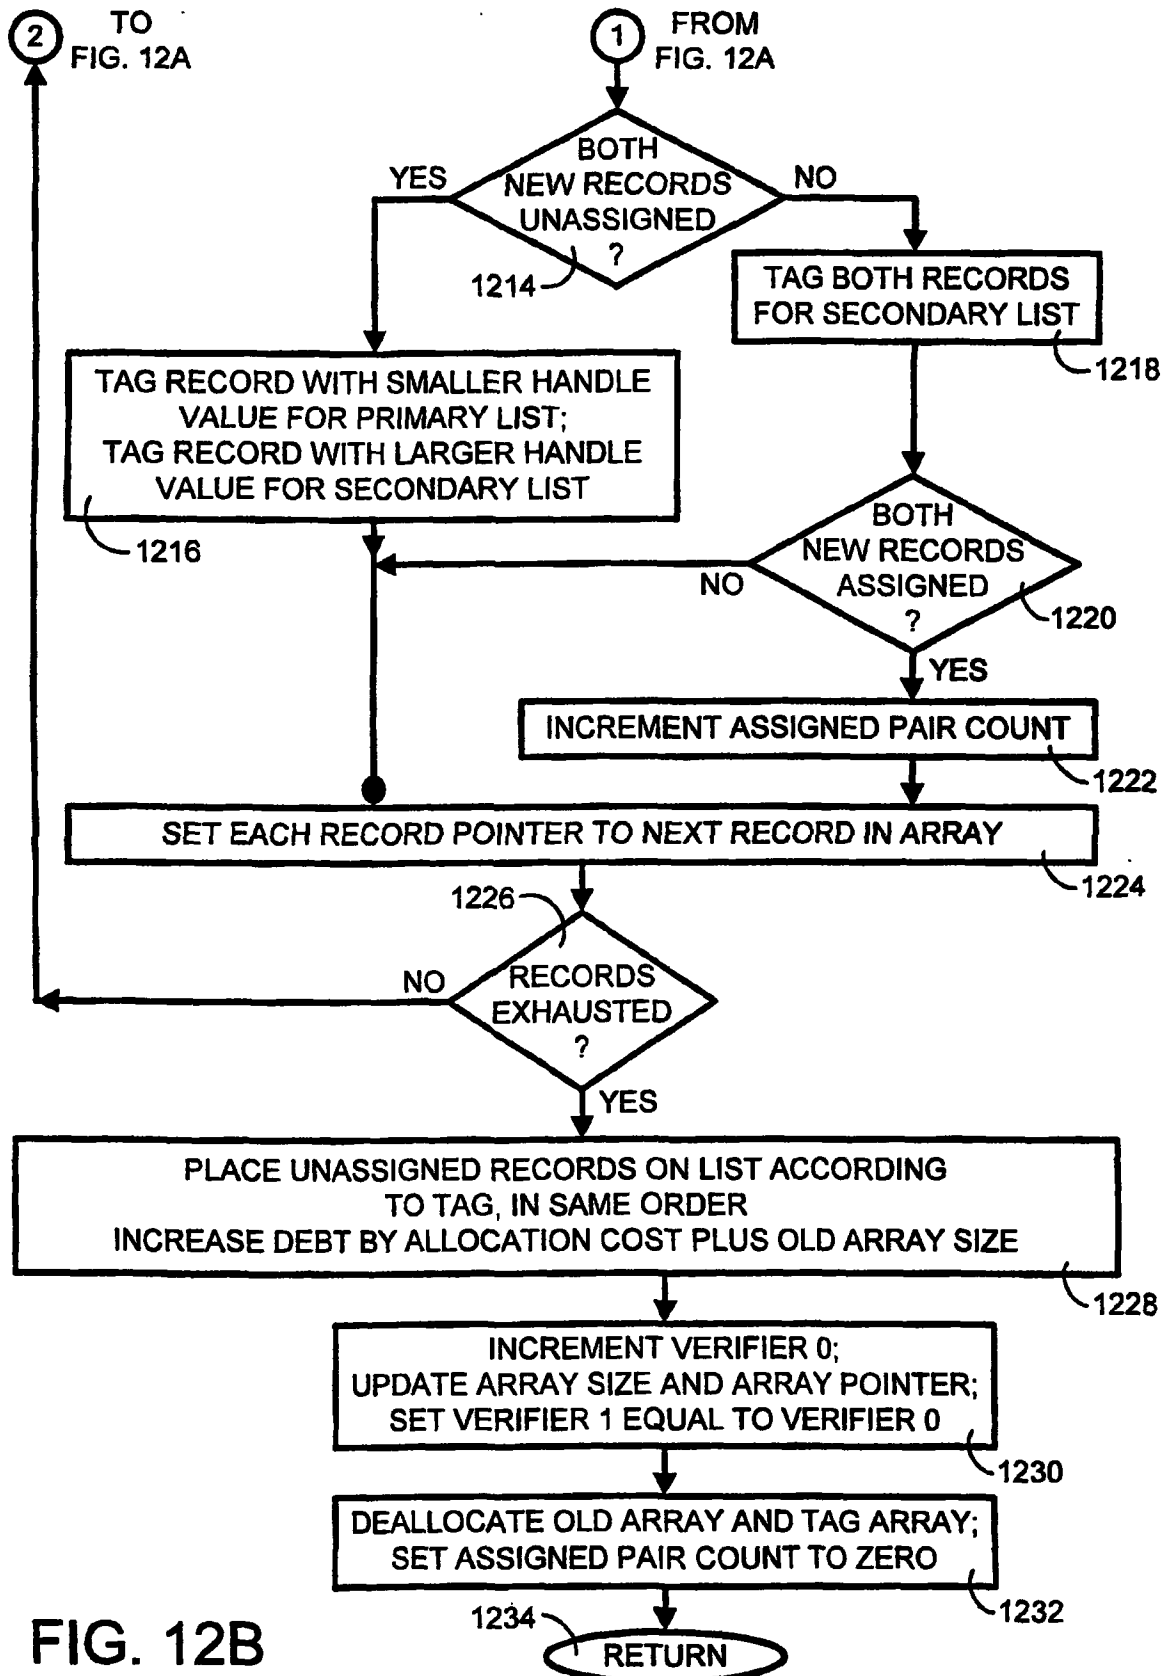 2
TO
FIG. 12A
1
FROM
FIG. 12A
BOTH
NEW RECORDS
UNASSIGNED
?
YES
NO
1214
TAG BOTH RECORDS
FOR SECONDARY LIST
1218
TAG RECORD WITH SMALLER HANDLE
VALUE FOR PRIMARY LIST;
TAG RECORD WITH LARGER HANDLE
VALUE FOR SECONDARY LIST
1216
BOTH
NEW RECORDS
ASSIGNED
?
NO
1220
YES
INCREMENT ASSIGNED PAIR COUNT
1222
SET EACH RECORD POINTER TO NEXT RECORD IN ARRAY
1224
1226
RECORDS
EXHAUSTED
?
NO
YES
PLACE UNASSIGNED RECORDS ON LIST ACCORDING
TO TAG, IN SAME ORDER
INCREASE DEBT BY ALLOCATION COST PLUS OLD ARRAY SIZE
1228
INCREMENT VERIFIER 0;
UPDATE ARRAY SIZE AND ARRAY POINTER;
SET VERIFIER 1 EQUAL TO VERIFIER 0
1230
DEALLOCATE OLD ARRAY AND TAG ARRAY;
SET ASSIGNED PAIR COUNT TO ZERO
1232
1234
RETURN
FIG. 12B